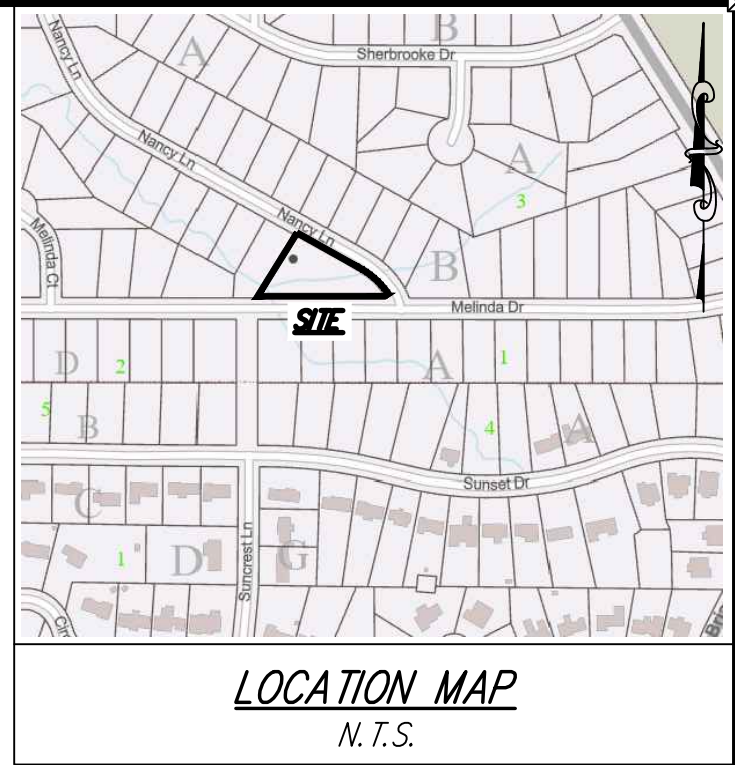 B
Sherbrooke Dr
A
Nancy Ln
Nancy Ln
A
3
Nancy Ln
Melinda Ct
B
Melinda Dr
SITE
D
2
A
1
5
B
4
A
Sunset Dr
C
1
D
G
Suncrest Ln
LOCATION MAP
N.T.S.